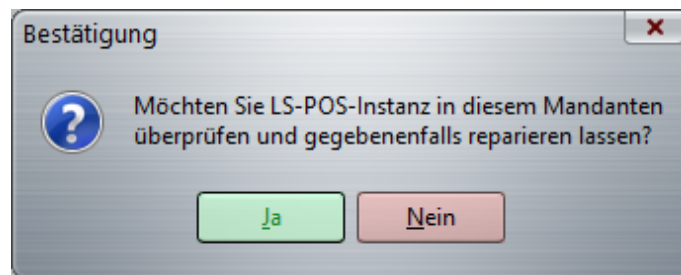 Bestätigung
Möchten Sie LS-POS-Instanz in diesem Mandanten
überprüfen und gegebenenfalls reparieren lassen?
Ja
Nein